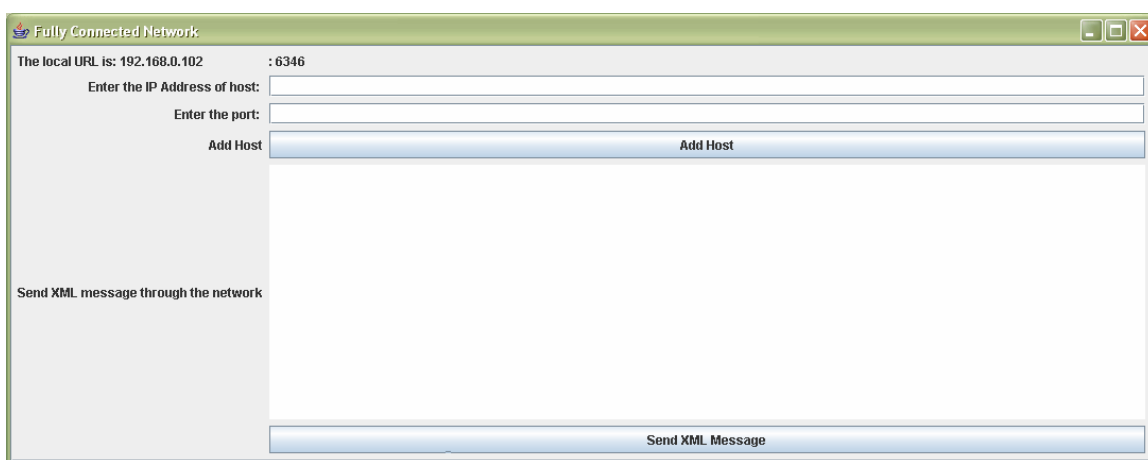 Fully Connected Network
The local URL is: 192.168.0.102 : 6346
Enter the IP Address of host:
Enter the port:
Add Host Add Host
Send XML message through the network
Send XML Message